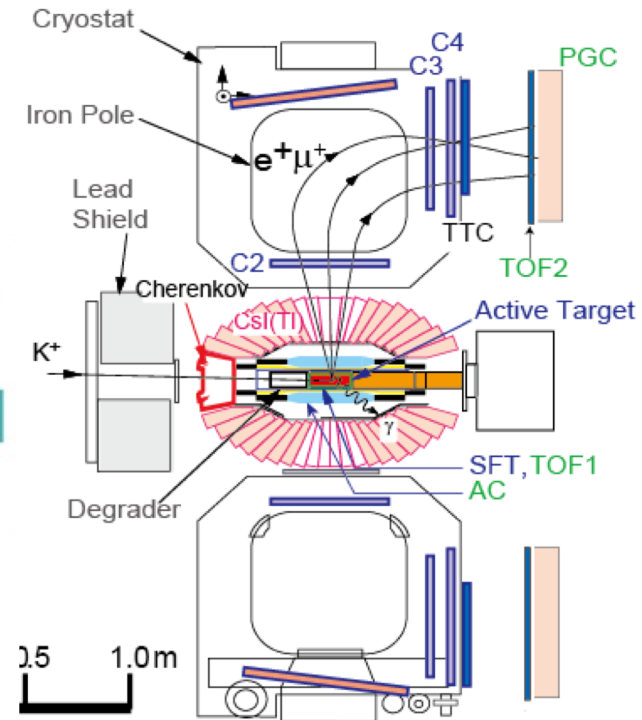 Cryostat
C4
C3
PGC
Iron Pole
e+μ+
Lead
Shield
TTC
C2
TOF2
Cherenkov
CsI(Tl)
Active Target
K+
γ
SFT,TOF1
AC
Degrader
0.5
1.0m